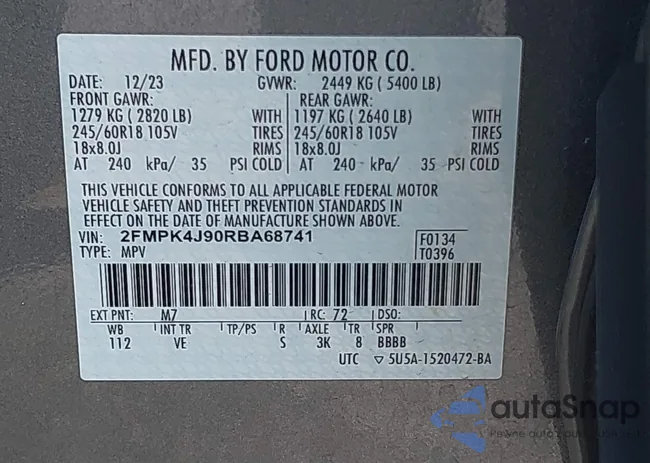 MFD. BY FORD MOTOR CO.
DATE: 12/23 GVWR: 2449 KG ( 5400 LB)
FRONT GAWR: REAR GAWR:
1279 KG ( 2820 LB) WITH 1197 KG ( 2640 LB) WITH
245/60R18 105V TIRES 245/60R18 105V TIRES
18x8.0J RIMS 18x8.0J RIMS
AT 240 kPa/ 35 PSI COLD AT 240 kPa/ 35 PSI COLD
THIS VEHICLE CONFORMS TO ALL APPLICABLE FEDERAL MOTOR
VEHICLE SAFETY AND THEFT PREVENTION STANDARDS IN
EFFECT ON THE DATE OF MANUFACTURE SHOWN ABOVE.
VIN: 2FMPK4J90RBA68741 F0134
TYPE: MPV T0396
EXT PNT: M7 RC: 72 DSO:
WB INT TR TP/PS R AXLE TR SPR
112 VE S 3K 8 BBBB
UTC 5U5A-1520472-BA
autoSnap